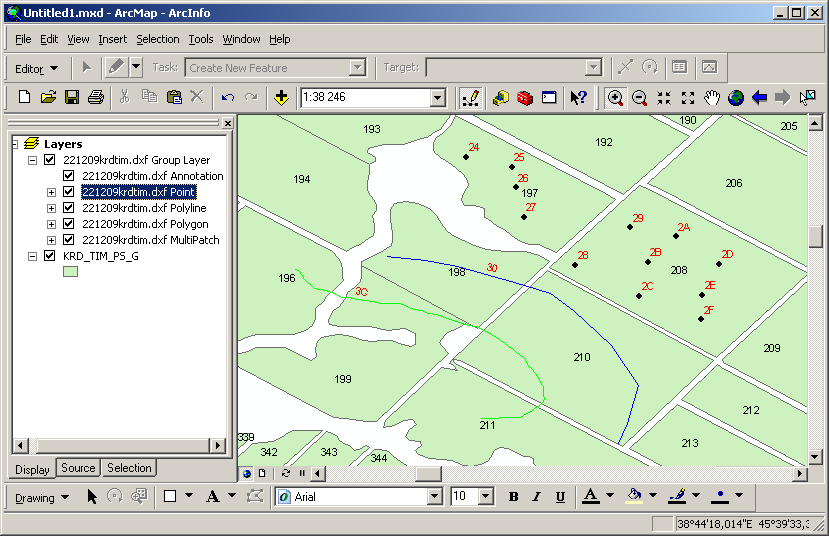 Untitled1.mxd - ArcMap - ArcInfo
File Edit View Insert Selection Tools Window Help
Editor Task: Create New Feature Target:
1:38 246
Layers
221209krdtim.dxf Group Layer
221209krdtim.dxf Annotation
221209krdtim.dxf Point
221209krdtim.dxf Polyline
221209krdtim.dxf Polygon
221209krdtim.dxf MultiPatch
KRD_TIM_PS_G
193
24
25
192
190
205
194
26
197
206
27
29
2A
196
3C
198
30
28
2B
208
2D
2C
2E
2F
210
209
199
211
212
213
339
342
343
344
Display Source Selection
Drawing A Arial 10 B I U A
38°44'18,014"E 45°39'33,3